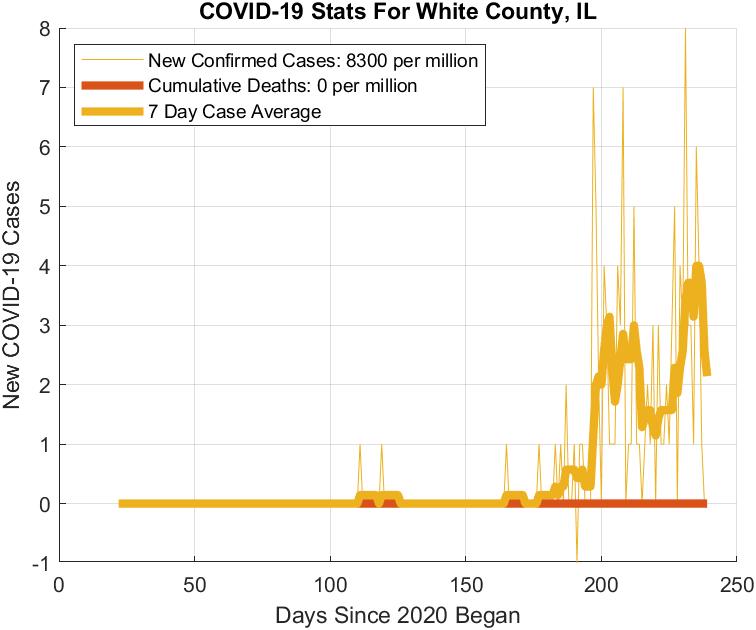 COVID-19 Stats For White County, IL
New Confirmed Cases: 8300 per million
Cumulative Deaths: 0 per million
7 Day Case Average
8
7
6
5
4
3
2
1
0
-1
New COVID-19 Cases
0 50 100 150 200 250
Days Since 2020 Began